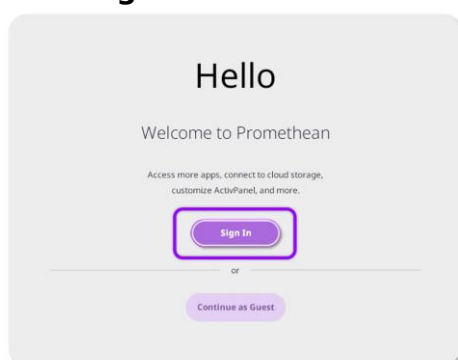 Hello
Welcome to Promethean
Access more apps, connect to cloud storage,
customize ActivPanel, and more.
Sign In
or
Continue as Guest